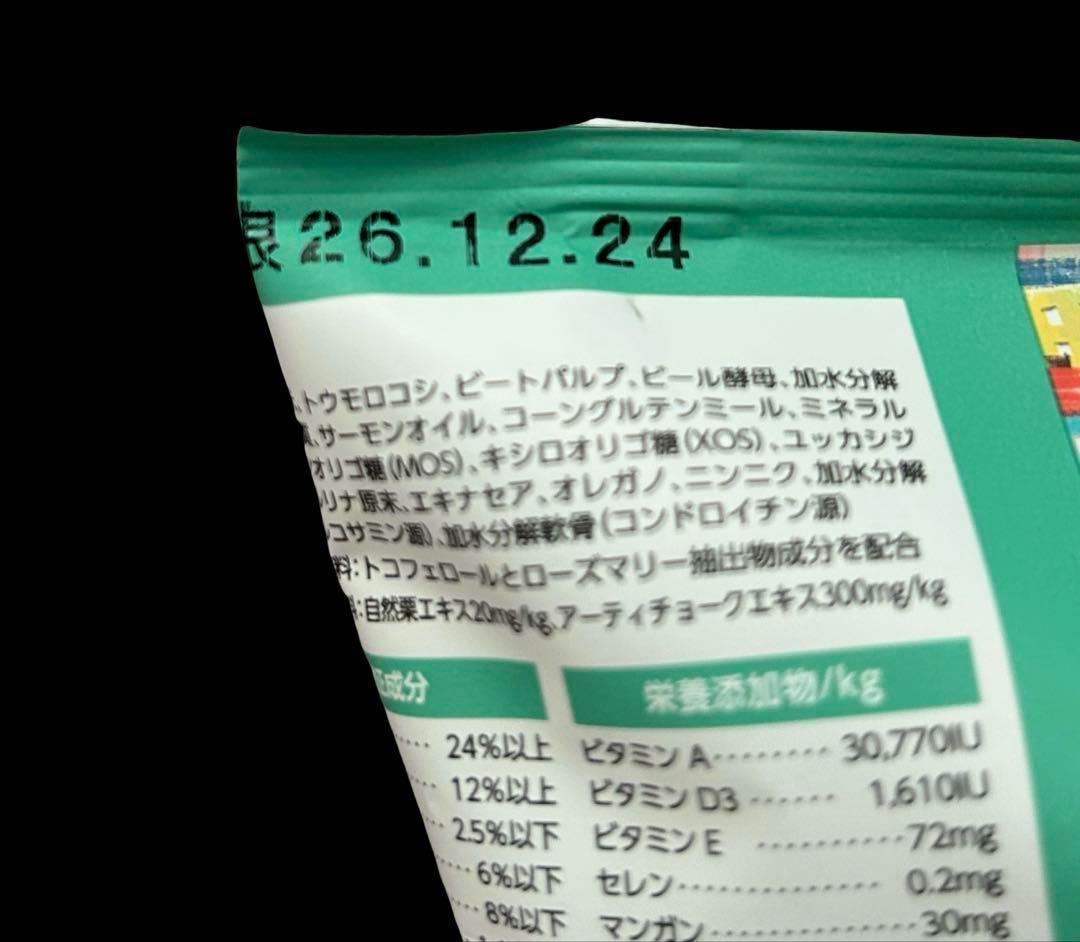 限26.12.24
、トウモロコシ、ビートパルプ、ビール酵母、加水分解
、サーモンオイル、コーングルテンミール、ミネラル
オリゴ糖(MOS)、キシロオリゴ糖(XOS)、ユッカシジ
リナ原末、エキナセア、オレガノ、ニンニク、加水分解
コサミン源)、加水分解軟骨(コンドロイチン源)
料:トコフェロールとローズマリー抽出物成分を配合
:自然栗エキス20mg/kg、アーティチョークエキス300mg/kg
成分
24%以上
12%以上
2.5%以下
6%以下
8%以下
栄養添加物/kg
ビタミン A········ 30,770IU
ビタミン D3 ······ 1,610IU
ビタミン E ··········72mg
セレン·············· 0.2mg
マンガン··············30mg